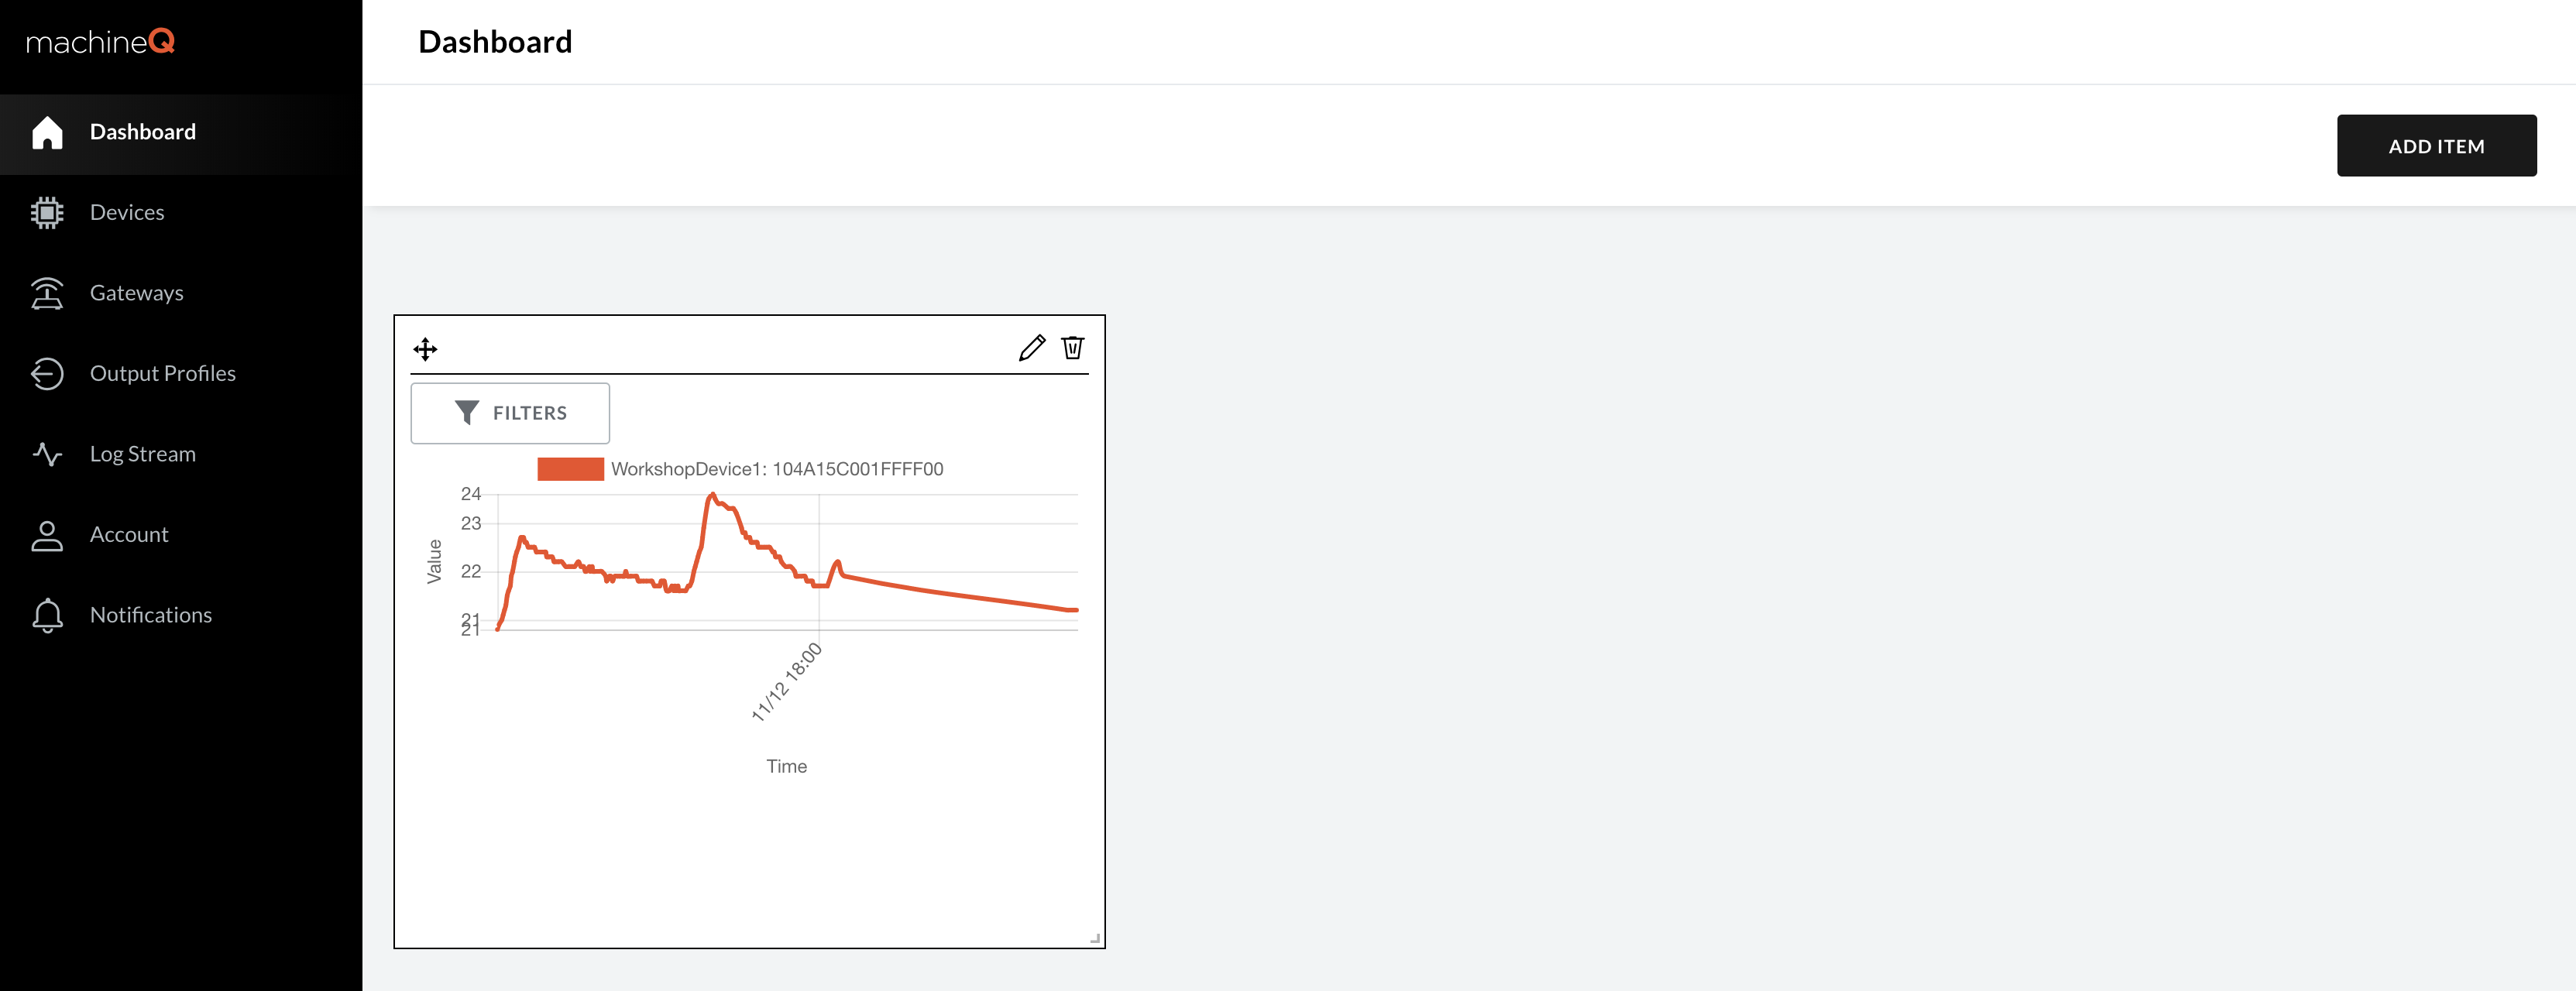 machineQ
Dashboard
Devices
Gateways
Output Profiles
Log Stream
Account
Notifications
Dashboard
ADD ITEM
FILTERS
WorkshopDevice1: 104A15C001FFFF00
24
23
22
21
21
Value
11/12 18:00
Time